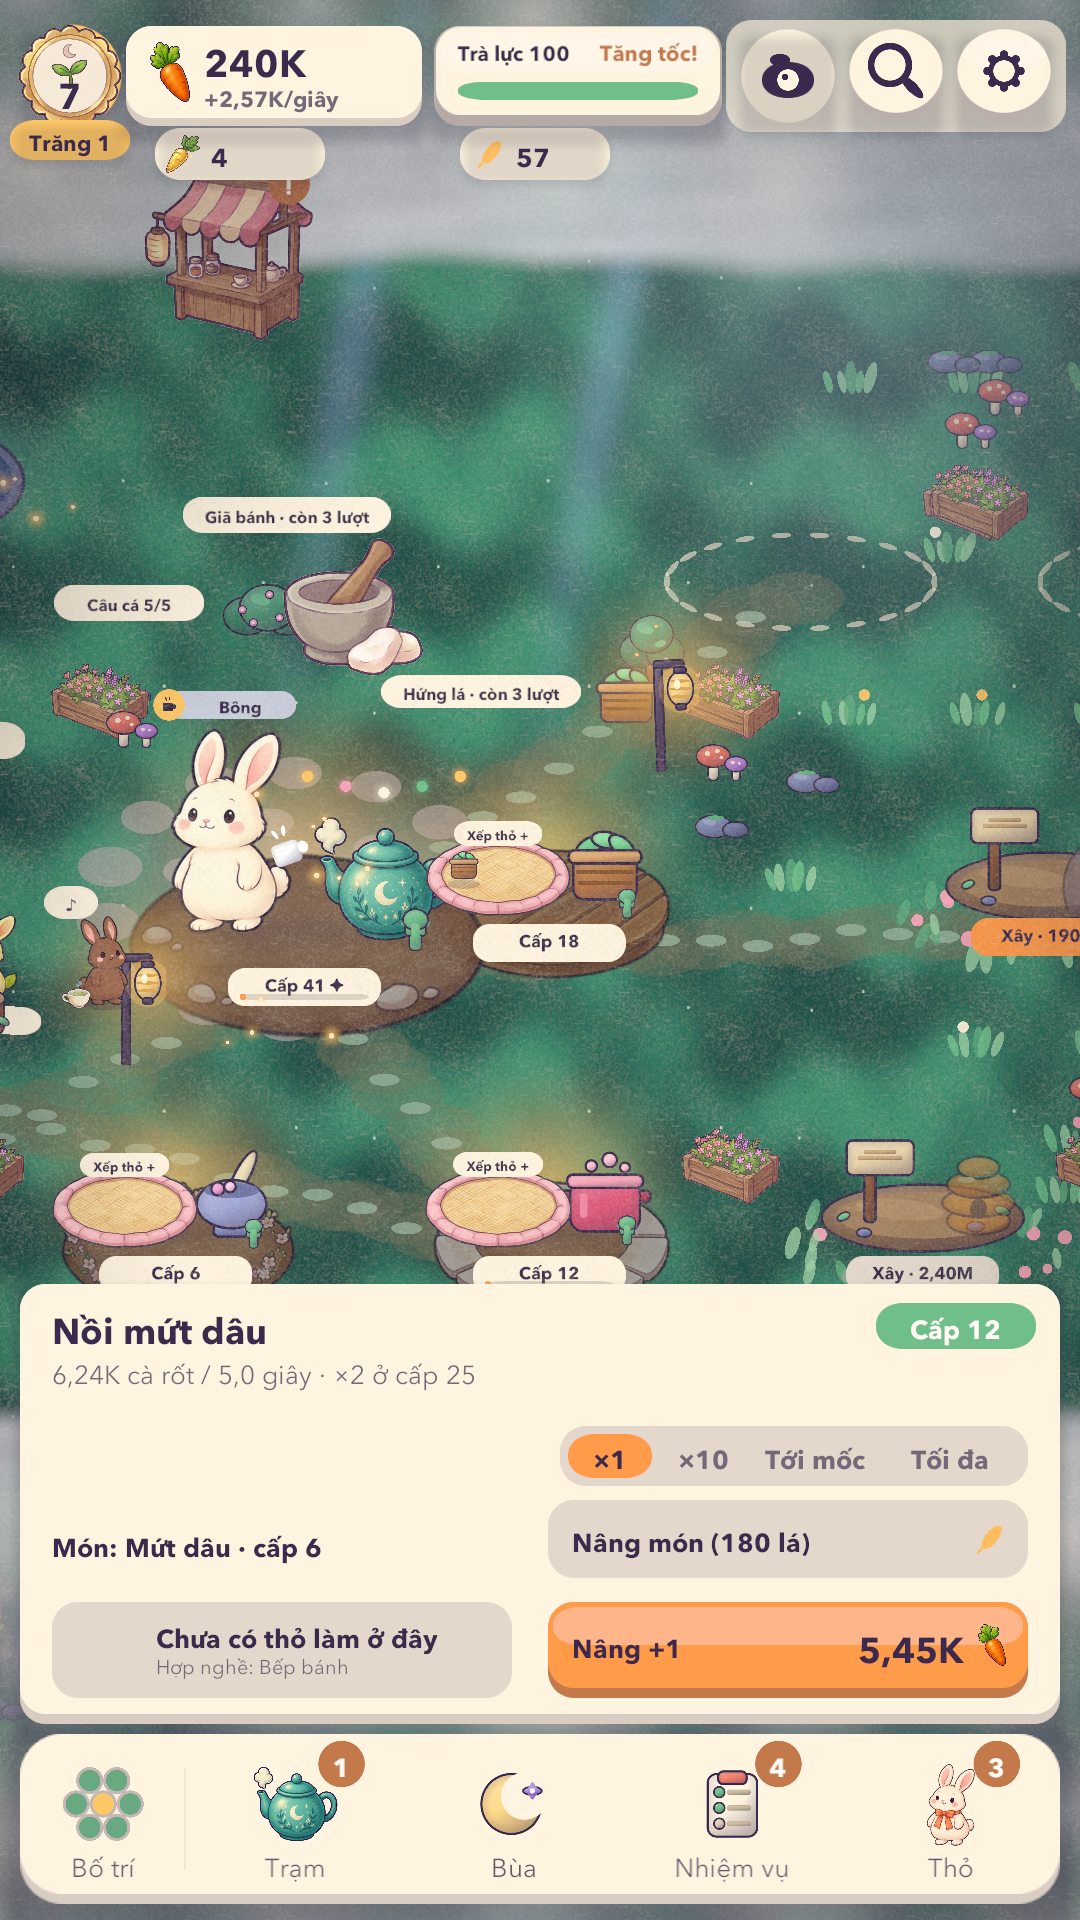 7
Trăng 1
240K
+2,57K/giây
Trà lực 100 Tăng tốc!
4
57
!
Giã bánh · còn 3 lượt
Câu cá 5/5
Hứng lá · còn 3 lượt
Bông
Xếp thỏ +
Cấp 18
Cấp 41
Xây · 190
Xếp thỏ +
Xếp thỏ +
Cấp 6
Cấp 12
Xây · 2,40M
Nồi mứt dâu
Cấp 12
6,24K cà rốt / 5,0 giây · ×2 ở cấp 25
×1 ×10 Tới mốc Tối đa
Món: Mứt dâu · cấp 6
Nâng món (180 lá)
Chưa có thỏ làm ở đây
Hợp nghề: Bếp bánh
Nâng +1 5,45K
1
4
3
Bố trí Trạm Bùa Nhiệm vụ Thỏ